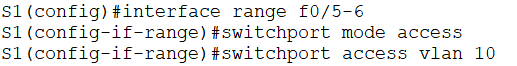 S1(config)#interface range f0/5-6
S1(config-if-range)#switchport mode access
S1(config-if-range)#switchport access vlan 10